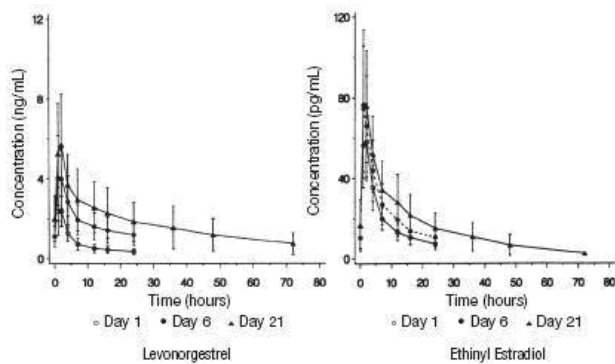 Concentration (ng/mL)
12
8
4
0
0 10 20 30 40 50 60 70 80
Time (hours)
Day 1 Day 6 Day 21
Levonorgestrel
Concentration (pg/mL)
120
80
40
0
0 10 20 30 40 50 60 70 80
Time (hours)
Day 1 Day 6 Day 21
Ethinyl Estradiol